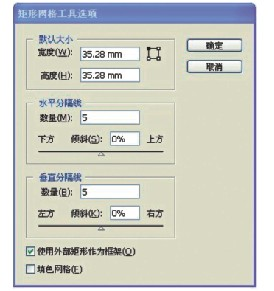 矩形网格工具选项
默认大小
宽度(W): 35.28 mm
确定
高度(H): 35.28 mm
取消
水平分隔线
数量(M): 5
下方 倾斜(S): 0% 上方
垂直分隔线
数量(B): 5
左方 倾斜(K): 0% 右方
使用外部矩形作为框架(O)
填色网格(F)